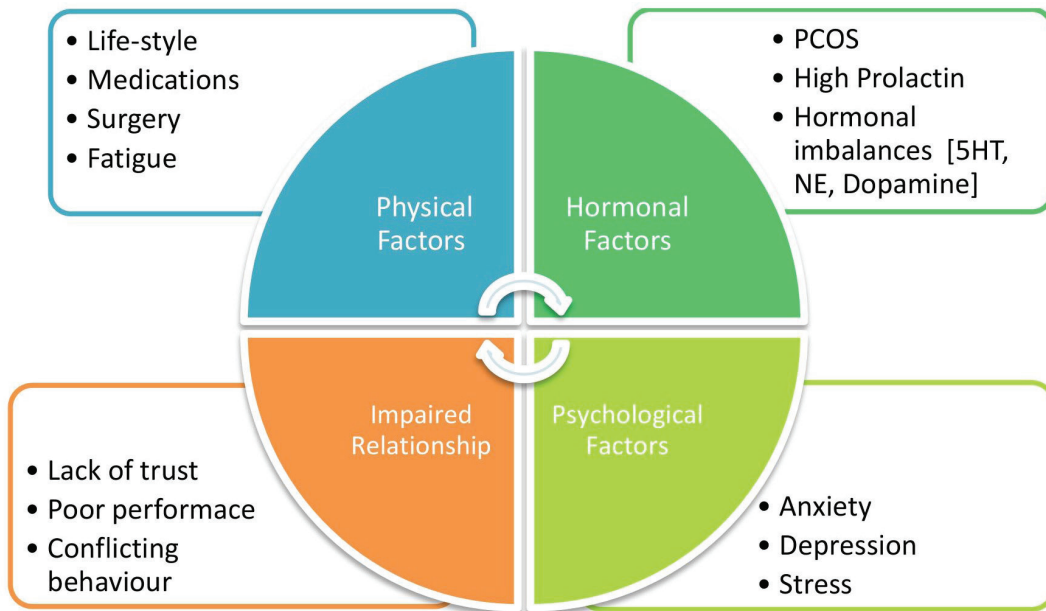 • Life-style
• Medications
• Surgery
• Fatigue
• PCOS
• High Prolactin
• Hormonal
imbalances [5HT,
NE, Dopamine]
Physical
Factors
Hormonal
Factors
Impaired
Relationship
Psychological
Factors
• Lack of trust
• Poor performace
• Conflicting
behaviour
• Anxiety
• Depression
• Stress